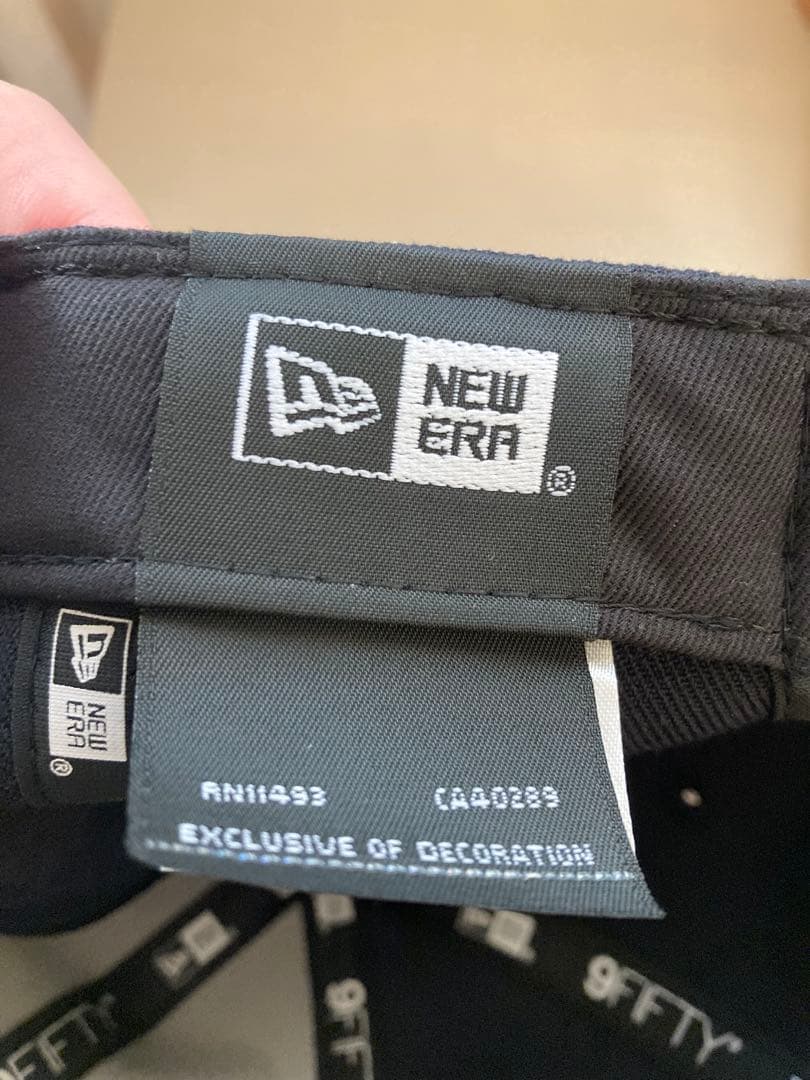 NEW
ERA
®
NEW
ERA
®
RN11493 CA40289
EXCLUSIVE OF DECORATION
9FIFTY
9FIFTY